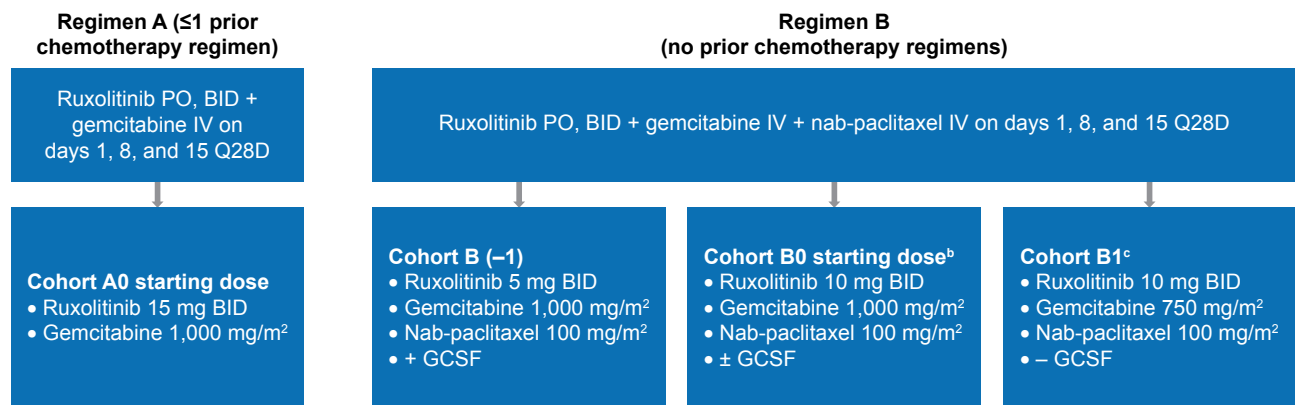 Regimen A (≤1 prior
chemotherapy regimen)
Ruxolitinib PO, BID +
gemcitabine IV on
days 1, 8, and 15 Q28D
Cohort A0 starting dose
• Ruxolitinib 15 mg BID
• Gemcitabine 1,000 mg/m²
Regimen B
(no prior chemotherapy regimens)
Ruxolitinib PO, BID + gemcitabine IV + nab-paclitaxel IV on days 1, 8, and 15 Q28D
Cohort B (–1)
• Ruxolitinib 5 mg BID
• Gemcitabine 1,000 mg/m²
• Nab-paclitaxel 100 mg/m²
• + GCSF
Cohort B0 starting doseᵇ
• Ruxolitinib 10 mg BID
• Gemcitabine 1,000 mg/m²
• Nab-paclitaxel 100 mg/m²
• ± GCSF
Cohort B1ᶜ
• Ruxolitinib 10 mg BID
• Gemcitabine 750 mg/m²
• Nab-paclitaxel 100 mg/m²
• – GCSF